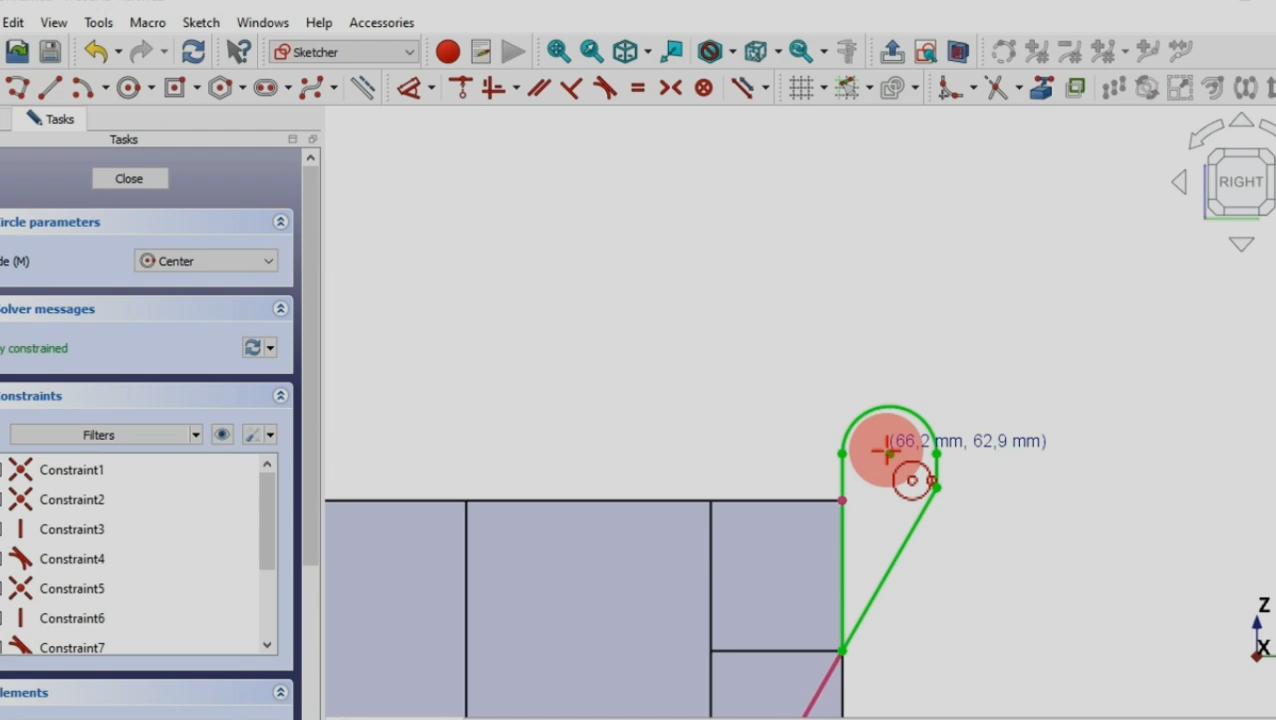 Edit View Tools Macro Sketch Windows Help Accessories
Sketcher
Tasks
Tasks
Close
ircle parameters
de (M) Center
olver messages
y constrained
onstraints
Filters
Constraint1
Constraint2
Constraint3
Constraint4
Constraint5
Constraint6
Constraint7
lements
RIGHT
(66,2 mm, 62,9 mm)
Z
X